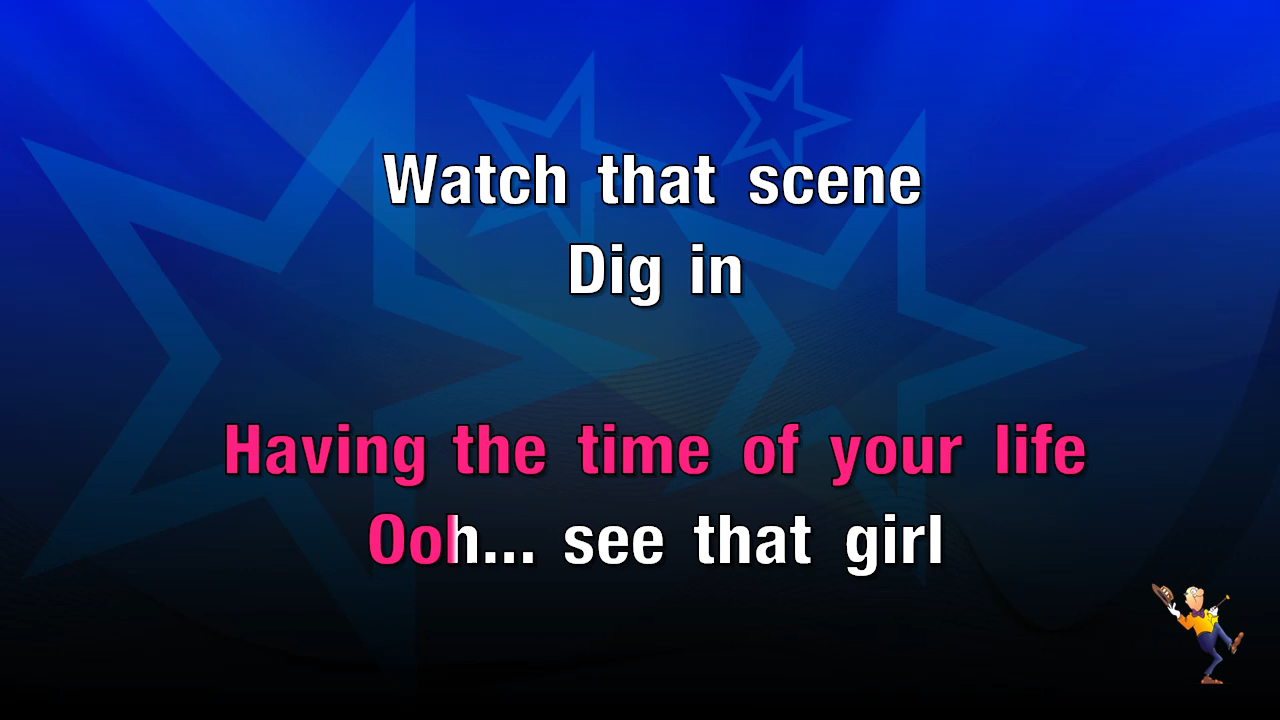 Watch that scene
Dig in
Having the time of your life
Ooh... see that girl